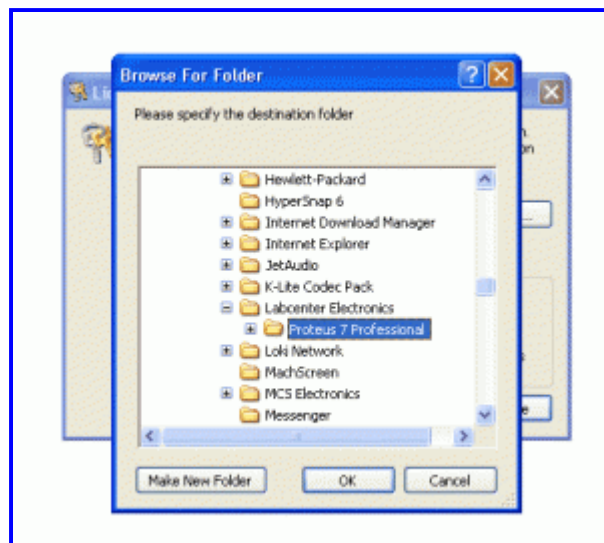 Browse For Folder
Please specify the destination folder
Hewlett-Packard
HyperSnap 6
Internet Download Manager
Internet Explorer
JetAudio
K-Lite Codec Pack
Labcenter Electronics
Proteus 7 Professional
Loki Network
MachScreen
MCS Electronics
Messenger
Make New Folder
OK
Cancel